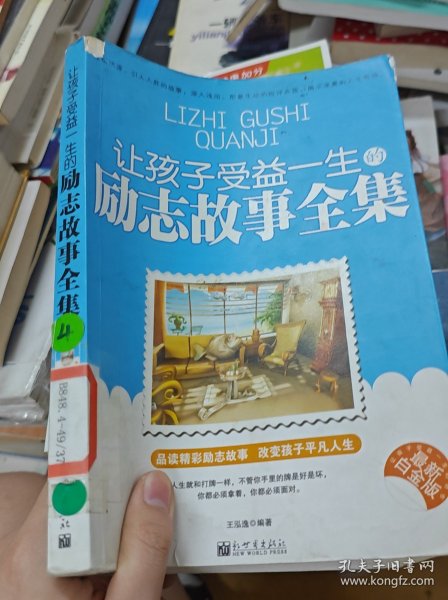 LIZHI GUSHI
QUANJI
让孩子受益一生的
励志故事全集
品读精彩励志故事 改变孩子平凡人生
人生就和打牌一样，不管你手里的牌是好是坏，
你都必须拿着，你都必须面对。
最新
白金版
王泓逸 ◎编著
新世界出版社
NEW WORLD PRESS
让孩子受益一生的
励志故事全集
4
B848.4-49/37
孔夫子旧书网
www.kongfz.com